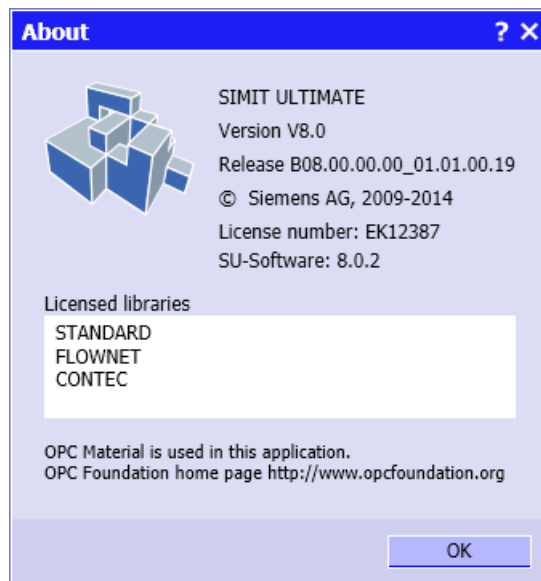 About
? ×
SIMIT ULTIMATE
Version V8.0
Release B08.00.00.00_01.01.00.19
© Siemens AG, 2009-2014
License number: EK12387
SU-Software: 8.0.2
Licensed libraries
STANDARD
FLOWNET
CONTEC
OPC Material is used in this application.
OPC Foundation home page http://www.opcfoundation.org
OK